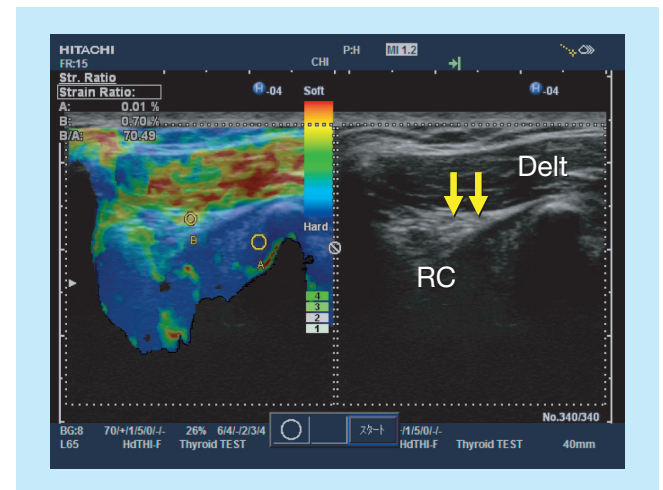 HITACHI
P:H
MI 1.2
FR:15
CHI
Str. Ratio
Strain Ratio:
A: 0.01 %
B: 0.70 %
B/A: 70.49
H -04
Soft
H -04
Delt
B
A
Hard
RC
4
3
2
1
No.340/340
BG:8 70/+/1/5/0/-/- 26% 6/4/-/2/3/4
スタート
/1/5/0/-/-
L65 HdTHI-F Thyroid TEST
HdTHI-F Thyroid TEST 40mm